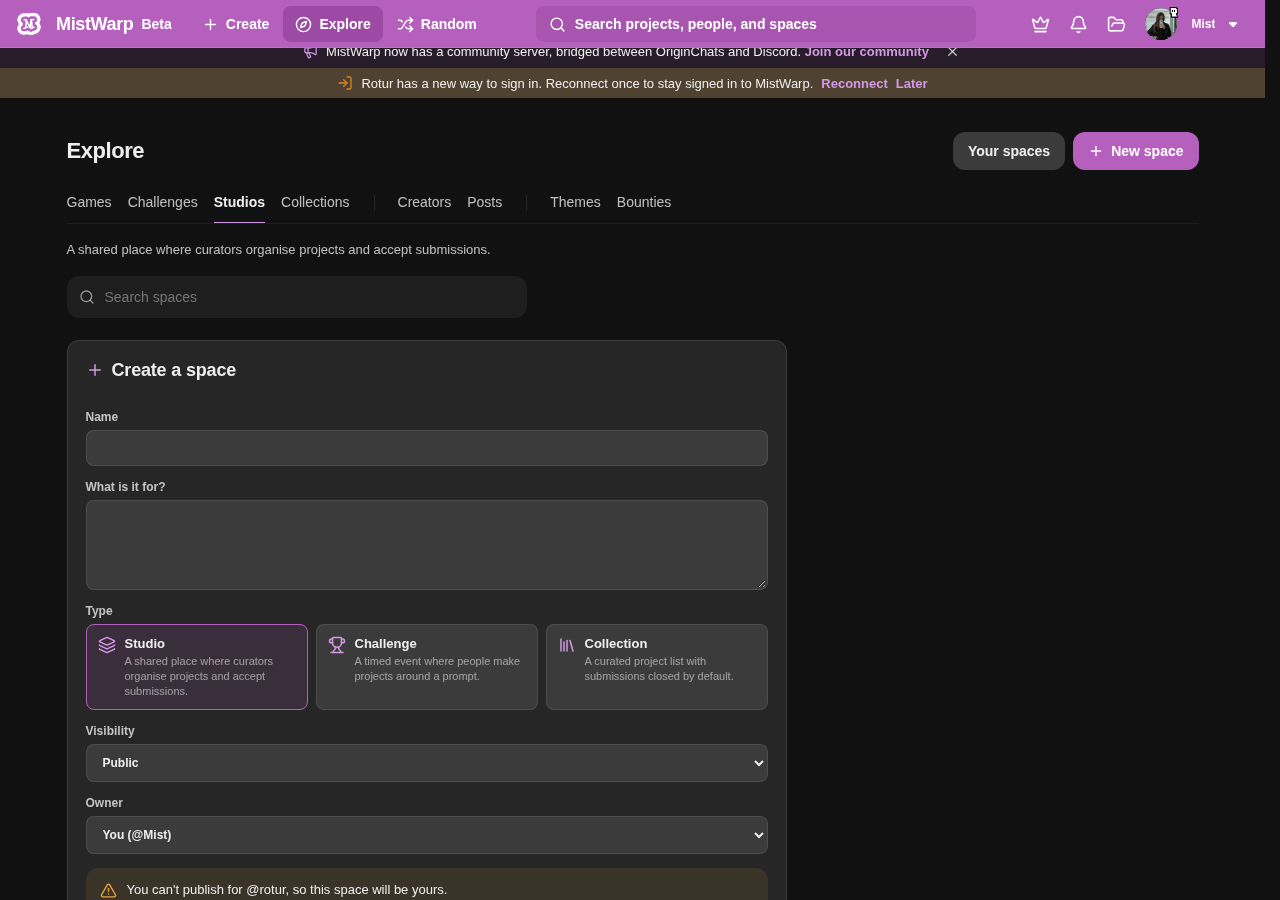 MistWarp Beta
Create
Explore
Random
Search projects, people, and spaces
Mist
MistWarp now has a community server, bridged between OriginChats and Discord. Join our community
Rotur has a new way to sign in. Reconnect once to stay signed in to MistWarp. Reconnect Later
Explore
Your spaces
New space
Games Challenges Studios Collections Creators Posts Themes Bounties
A shared place where curators organise projects and accept submissions.
Search spaces
Create a space
Name
What is it for?
Type
Studio
A shared place where curators
organise projects and accept
submissions.
Challenge
A timed event where people make
projects around a prompt.
Collection
A curated project list with
submissions closed by default.
Visibility
Public
Owner
You (@Mist)
You can't publish for @rotur, so this space will be yours.